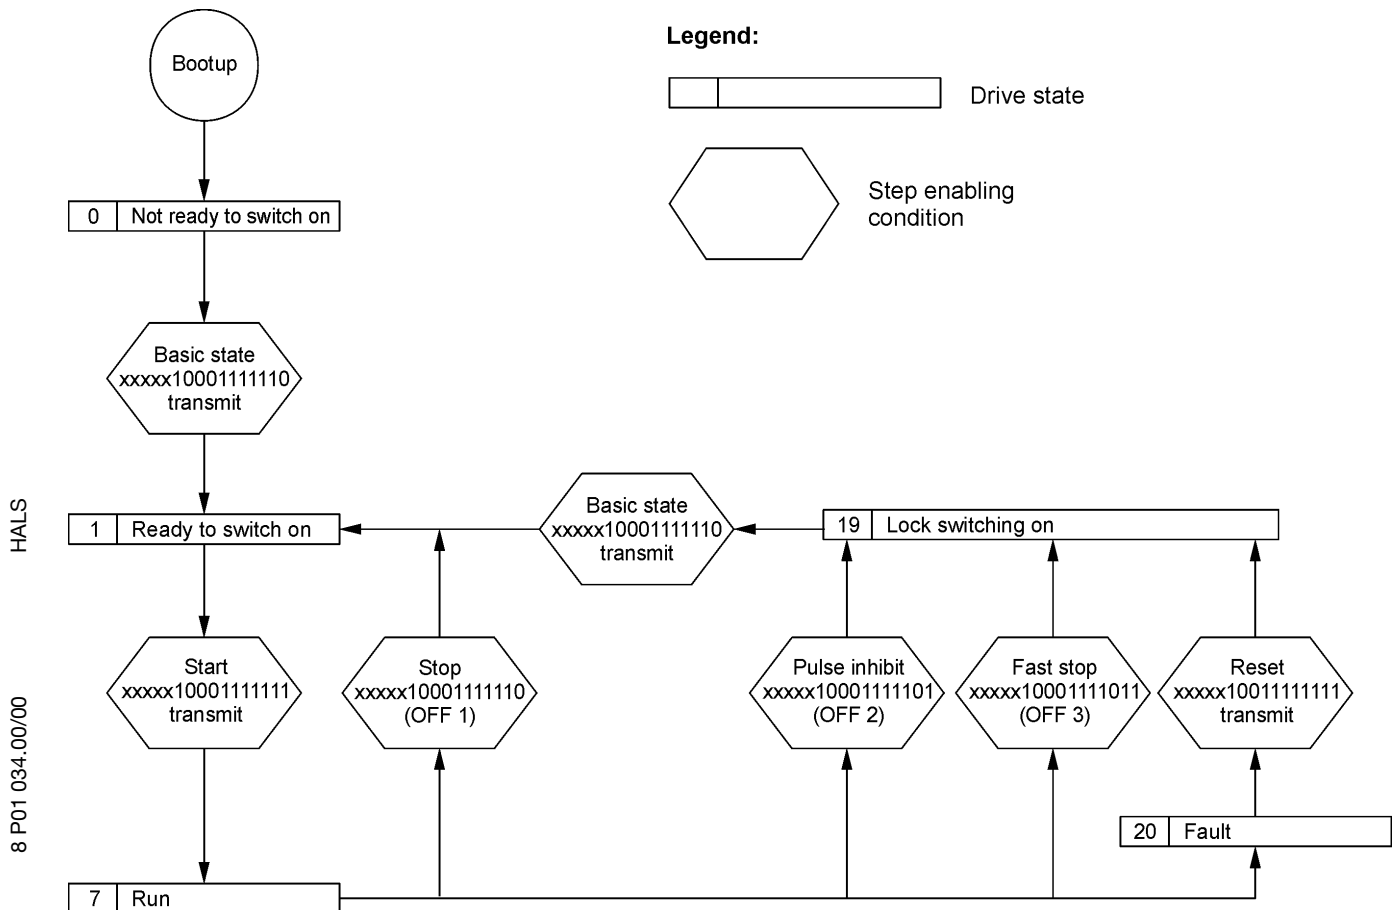 Bootup
Legend:
Drive state
Step enabling
condition
0 Not ready to switch on
Basic state
xxxxx10001111110
transmit
1 Ready to switch on
Basic state
xxxxx10001111110
transmit
19 Lock switching on
Start
xxxxx10001111111
transmit
Stop
xxxxx10001111110
(OFF 1)
Pulse inhibit
xxxxx10001111101
(OFF 2)
Fast stop
xxxxx10001111011
(OFF 3)
Reset
xxxxx10011111111
transmit
20 Fault
7 Run
HALS
8 P01 034.00/00